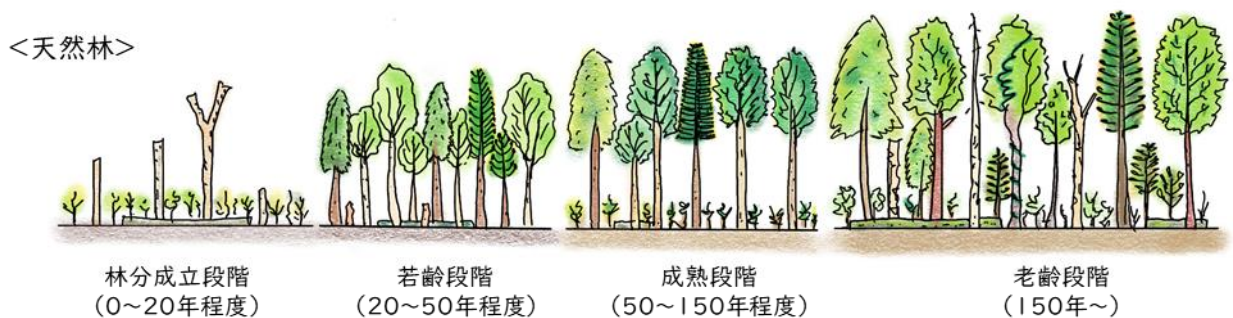 <天然林>
林分成立段階
(0~20年程度)
若齢段階
(20~50年程度)
成熟段階
(50~150年程度)
老齢段階
(150年~)